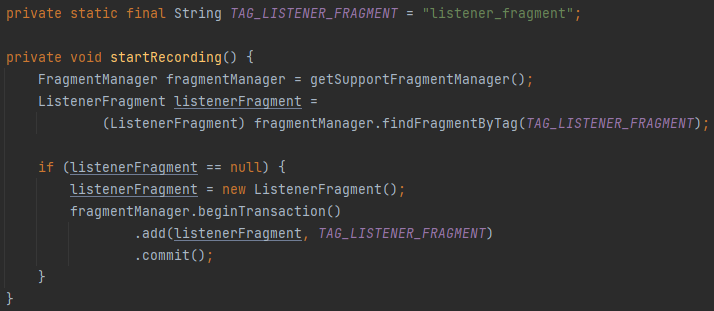 private static final String TAG_LISTENER_FRAGMENT = "listener_fragment";

private void startRecording() {
    FragmentManager fragmentManager = getSupportFragmentManager();
    ListenerFragment listenerFragment =
            (ListenerFragment) fragmentManager.findFragmentByTag(TAG_LISTENER_FRAGMENT);

    if (listenerFragment == null) {
        listenerFragment = new ListenerFragment();
        fragmentManager.beginTransaction()
                .add(listenerFragment, TAG_LISTENER_FRAGMENT)
                .commit();
    }
}